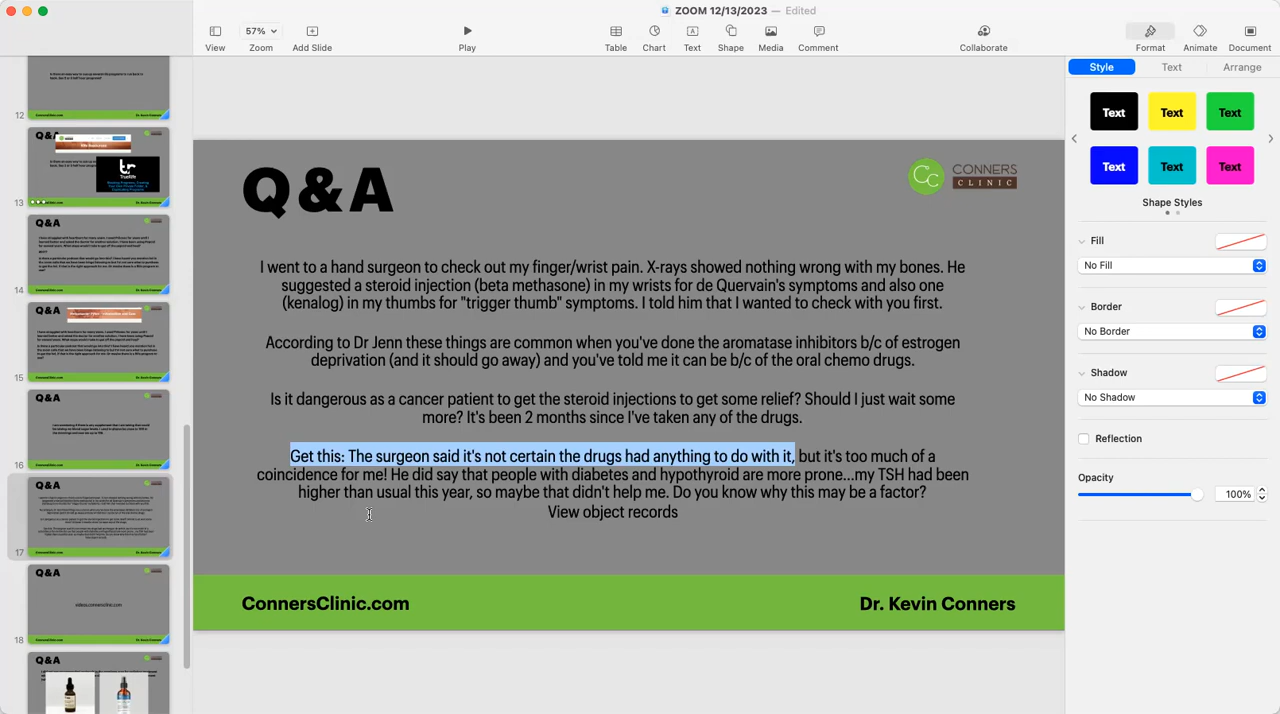 ZOOM 12/13/2023 — Edited
57%
View
Zoom
Add Slide
Play
Table
Chart
Text
Shape
Media
Comment
Collaborate
Format
Animate
Document
12
13
14
15
16
17
18
Q&A
Q&A
Q&A
Q&A
Q&A
Q&A
Q&A
Q&A
CC
CONNERS
CLINIC
I went to a hand surgeon to check out my finger/wrist pain. X-rays showed nothing wrong with my bones. He
suggested a steroid injection (beta methasone) in my wrists for de Quervain's symptoms and also one
(kenalog) in my thumbs for "trigger thumb" symptoms. I told him that I wanted to check with you first.
According to Dr Jenn these things are common when you've done the aromatase inhibitors b/c of estrogen
deprivation (and it should go away) and you've told me it can be b/c of the oral chemo drugs.
Is it dangerous as a cancer patient to get the steroid injections to get some relief? Should I just wait some
more? It's been 2 months since I've taken any of the drugs.
Get this: The surgeon said it's not certain the drugs had anything to do with it, but it's too much of a
coincidence for me! He did say that people with diabetes and hypothyroid are more prone...my TSH had been
higher than usual this year, so maybe that didn't help me. Do you know why this may be a factor?
View object records
ConnersClinic.com
Dr. Kevin Conners
Style
Text
Arrange
Text
Text
Text
Text
Text
Text
Shape Styles
Fill
No Fill
Border
No Border
Shadow
No Shadow
Reflection
Opacity
100%